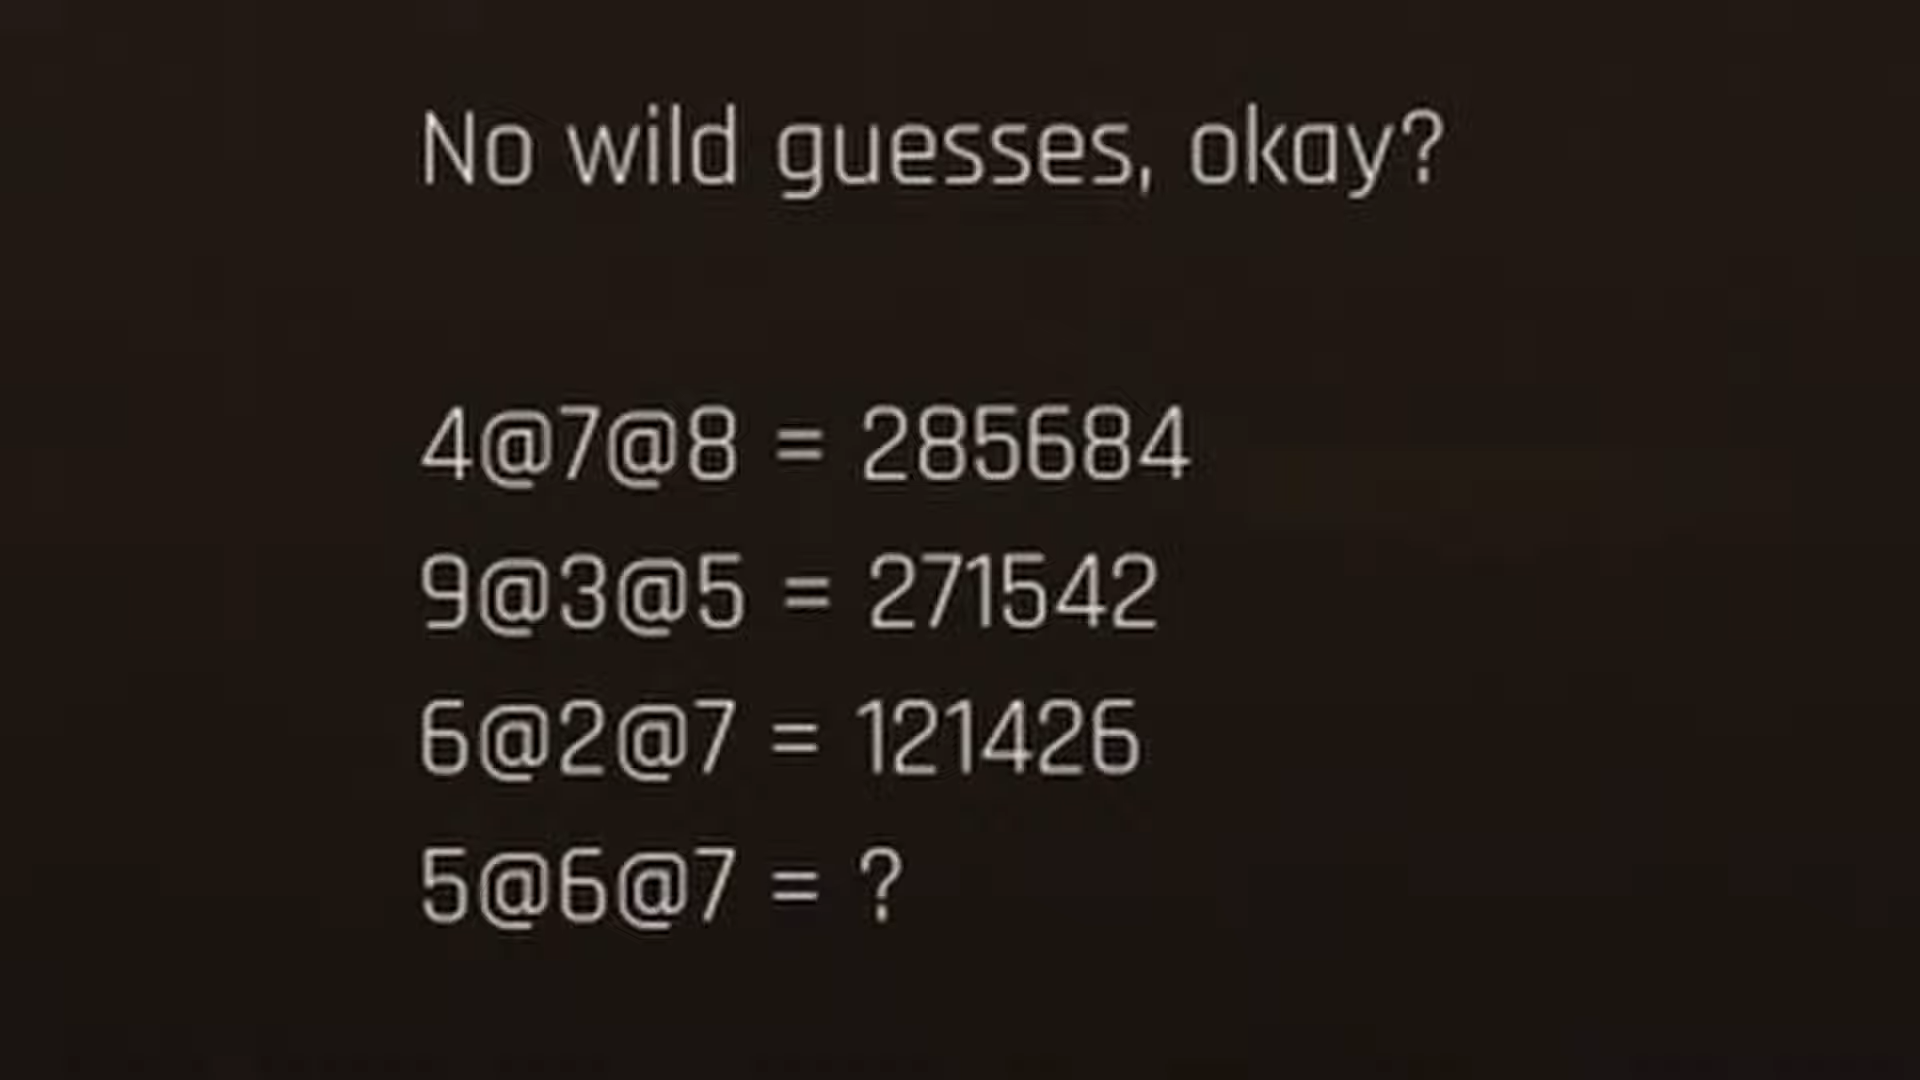 No wild guesses, okay?
4@7@8 = 285684
9@3@5 = 271542
6@2@7 = 121426
5@6@7 = ?